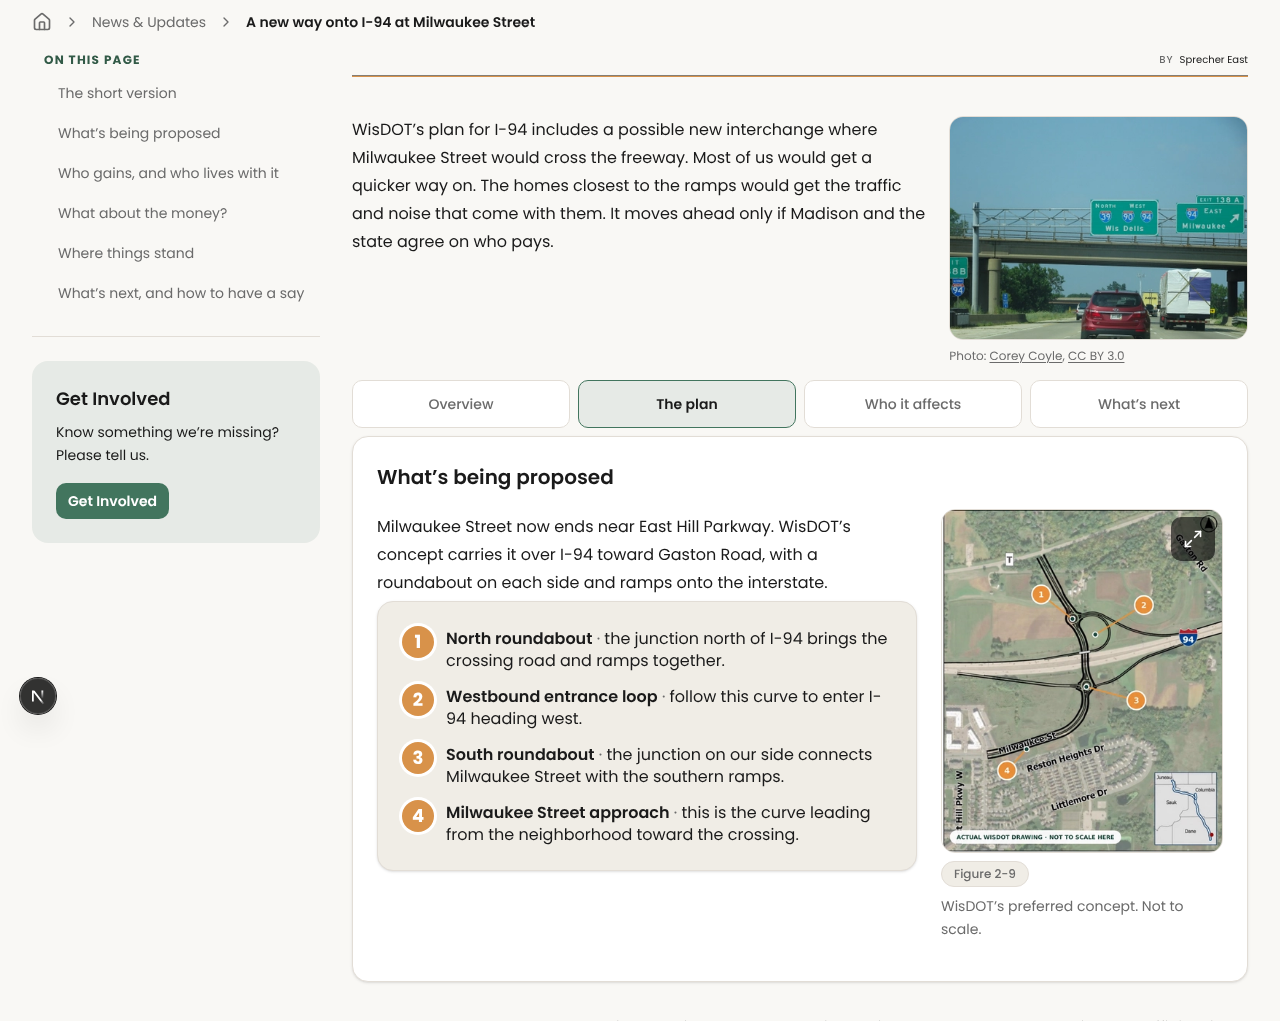 News & Updates
A new way onto I-94 at Milwaukee Street
ON THIS PAGE
The short version
What’s being proposed
Who gains, and who lives with it
What about the money?
Where things stand
What’s next, and how to have a say
Get Involved
Know something we’re missing?
Please tell us.
Get Involved
N
BY Sprecher East
WisDOT’s plan for I-94 includes a possible new interchange where
Milwaukee Street would cross the freeway. Most of us would get a
quicker way on. The homes closest to the ramps would get the traffic
and noise that come with them. It moves ahead only if Madison and the
state agree on who pays.
NORTH WEST
39 90 94
Wis Dells
EXIT 138 A
94 EAST
Milwaukee
94
Photo: Corey Coyle, CC BY 3.0
Overview
The plan
Who it affects
What’s next
What’s being proposed
Milwaukee Street now ends near East Hill Parkway. WisDOT’s
concept carries it over I-94 toward Gaston Road, with a
roundabout on each side and ramps onto the interstate.
1 North roundabout · the junction north of I-94 brings the
crossing road and ramps together.
2 Westbound entrance loop · follow this curve to enter I-
94 heading west.
3 South roundabout · the junction on our side connects
Milwaukee Street with the southern ramps.
4 Milwaukee Street approach · this is the curve leading
from the neighborhood toward the crossing.
T
1
2
94
3
Milwaukee St
Reston Heights Dr
4
Littlemore Dr
t Hill Pkwy W
Juneau
Columbia
Sauk
Dane
ACTUAL WISDOT DRAWING · NOT TO SCALE HERE
Figure 2-9
WisDOT’s preferred concept. Not to
scale.